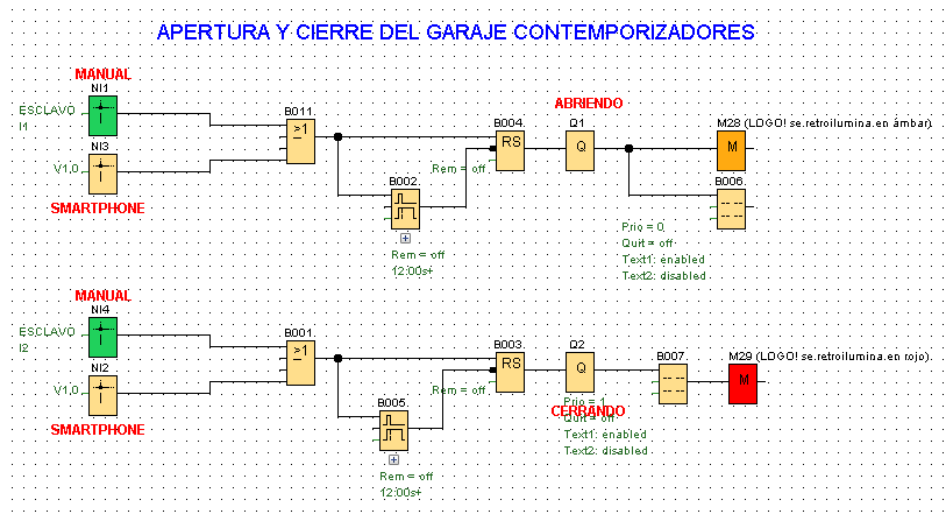 APERTURA Y CIERRE DEL GARAJE CONTEMPORIZADORES
MANUAL
NI1
ESCLAVO
I1
NI3
V1,0
SMARTPHONE
B011
>1
B002
Rem = off
12:00s+
B004
RS
Rem = off
ABRIENDO
Q1
Q
M28 (LOGO! se retroilumina en ámbar)
M
B006
Prio = 0
Quit = off
Text1: enabled
Text2: disabled
MANUAL
NI4
ESCLAVO
I2
NI2
V1,0
SMARTPHONE
B001
>1
B005
Rem = off
12:00s+
B003
RS
Rem = off
Q2
Q
CERRANDO
Prio = 1
Quit = off
Text1: enabled
Text2: disabled
B007
M29 (LOGO! se retroilumina en rojo)
M